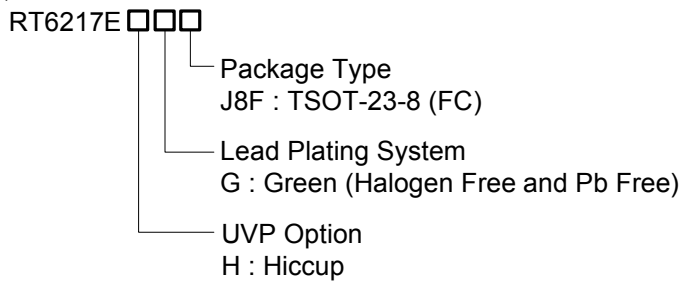 RT6217E
Package Type
J8F : TSOT-23-8 (FC)
Lead Plating System
G : Green (Halogen Free and Pb Free)
UVP Option
H : Hiccup